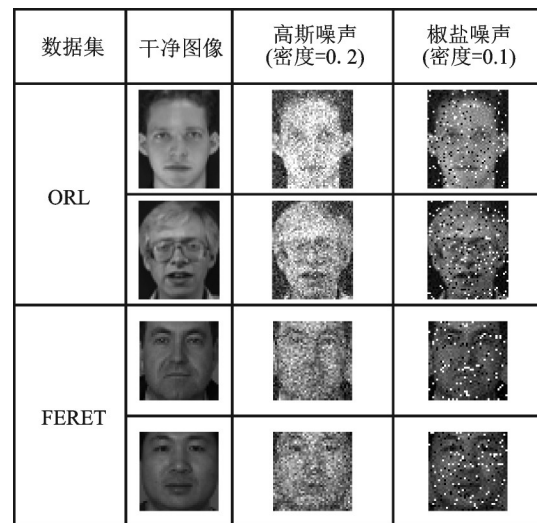 数据集
干净图像
高斯噪声
(密度=0. 2)
椒盐噪声
(密度=0.1)
ORL
FERET